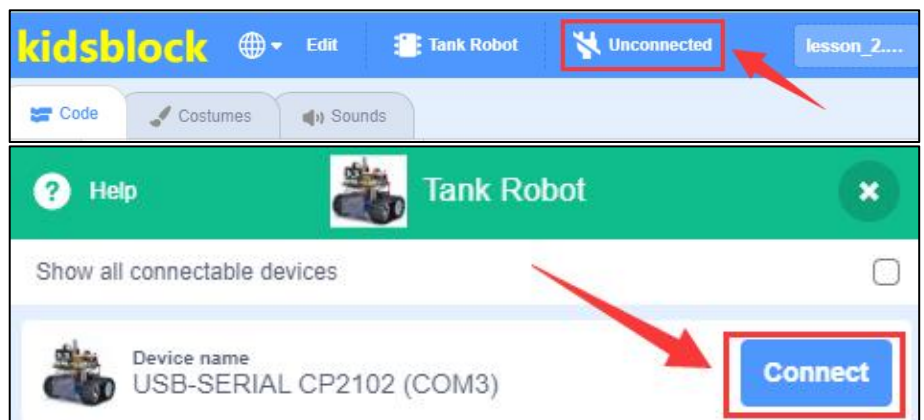 kidsblock Edit Tank Robot Unconnected lesson_2....
Code Costumes Sounds
? Help Tank Robot
Show all connectable devices
Device name
USB-SERIAL CP2102 (COM3)
Connect